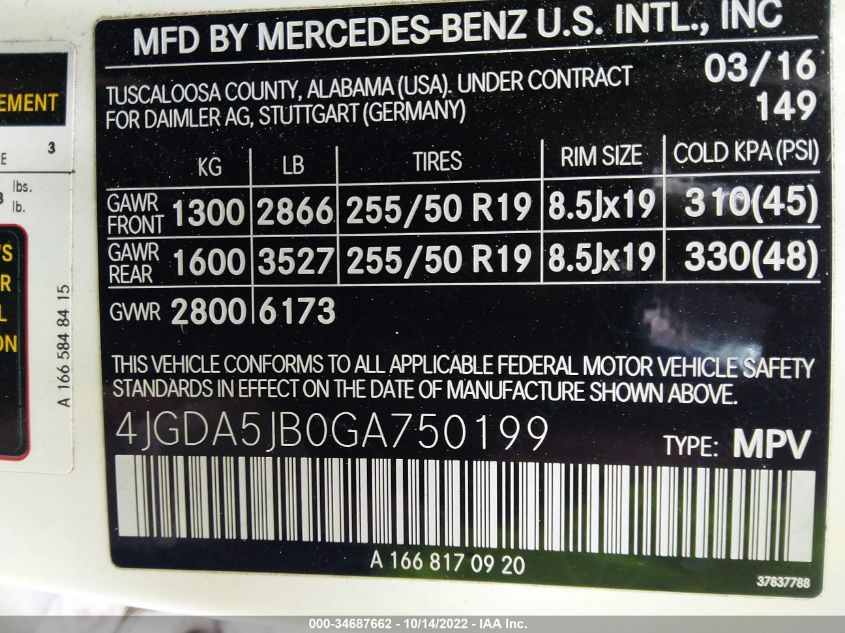 MFD BY MERCEDES-BENZ U.S. INTL., INC
TUSCALOOSA COUNTY, ALABAMA (USA). UNDER CONTRACT 03/16
FOR DAIMLER AG, STUTTGART (GERMANY) 149
KG LB TIRES RIM SIZE COLD KPA (PSI)
GAWR FRONT 1300 2866 255/50 R19 8.5Jx19 310(45)
GAWR REAR 1600 3527 255/50 R19 8.5Jx19 330(48)
GVWR 2800 6173
THIS VEHICLE CONFORMS TO ALL APPLICABLE FEDERAL MOTOR VEHICLE SAFETY
STANDARDS IN EFFECT ON THE DATE OF MANUFACTURE SHOWN ABOVE.
4JGDA5JB0GA750199 TYPE: MPV
A 166 817 09 20
37837788
EMENT
3
lbs.
lb.
A 166 584 84 15
000-34687662 - 10/14/2022 - IAA Inc.